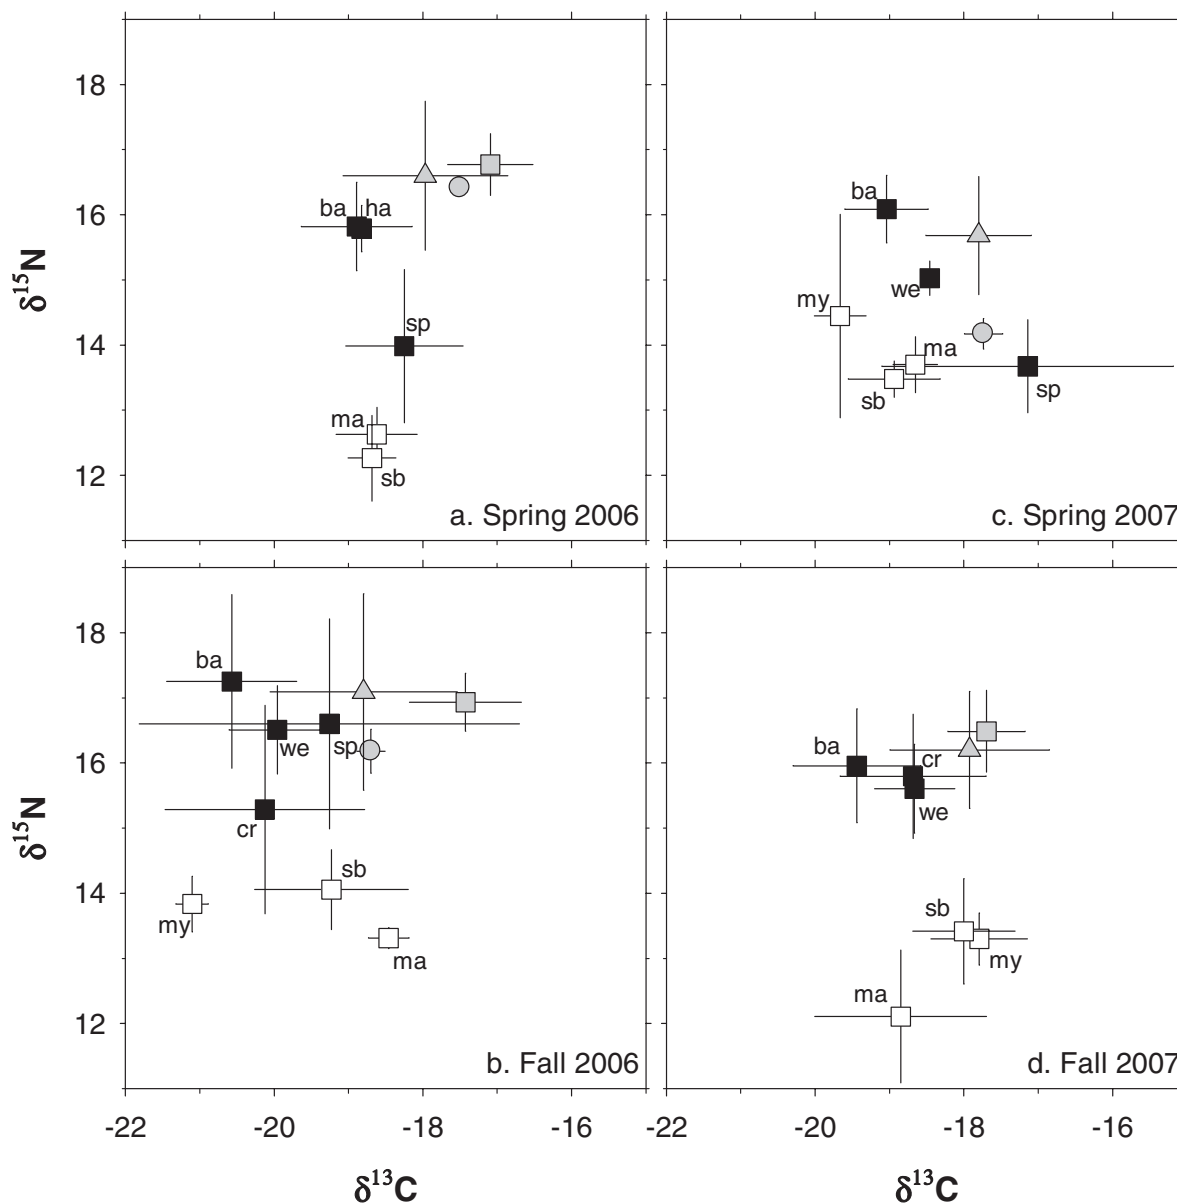 18
16
14
12
δ15N
ba
ha
sp
ma
sb
a. Spring 2006
ba
we
my
ma
sb
sp
c. Spring 2007
18
16
14
12
δ15N
ba
we
sp
cr
sb
my
ma
b. Fall 2006
-22
-20
-18
-16
δ13C
ba
cr
we
sb
my
ma
d. Fall 2007
-20
-18
-16
δ13C